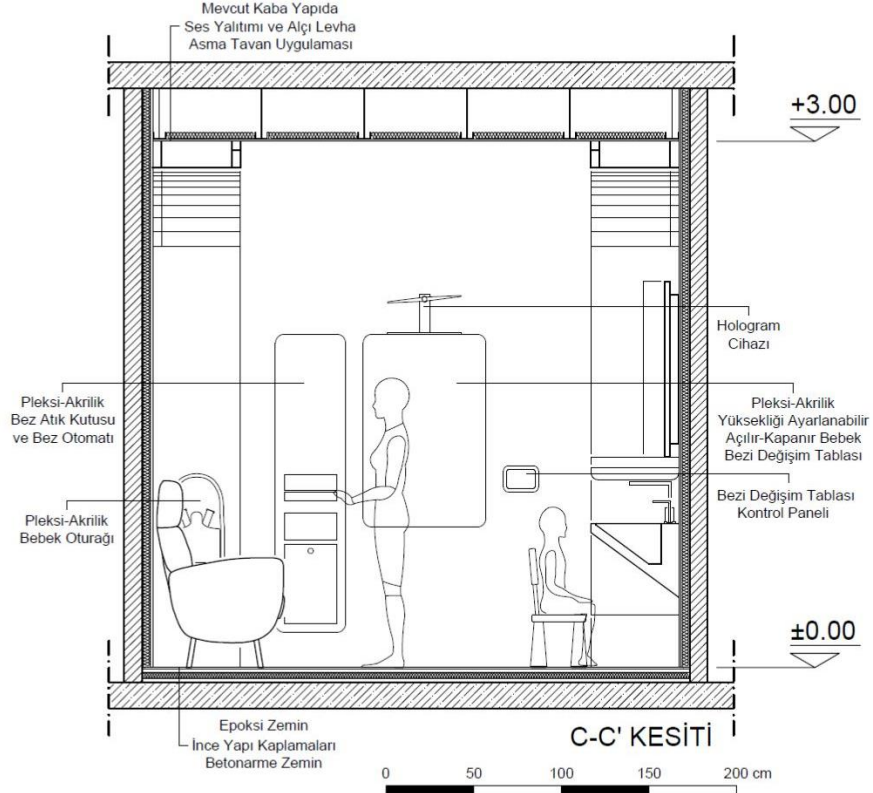 Mevcut Kaba Yapıda
Ses Yalıtımı ve Alçı Levha
Asma Tavan Uygulaması
+3.00
Hologram
Cihazı
Pleksi-Akrilik
Bez Atık Kutusu
ve Bez Otomatı
Pleksi-Akrilik
Yüksekliği Ayarlanabilir
Açılır-Kapanır Bebek
Bezi Değişim Tablası
Bezi Değişim Tablası
Kontrol Paneli
Pleksi-Akrilik
Bebek Oturağı
±0.00
Epoksi Zemin
İnce Yapı Kaplamaları
Betonarme Zemin
C-C' KESİTİ
0 50 100 150 200 cm